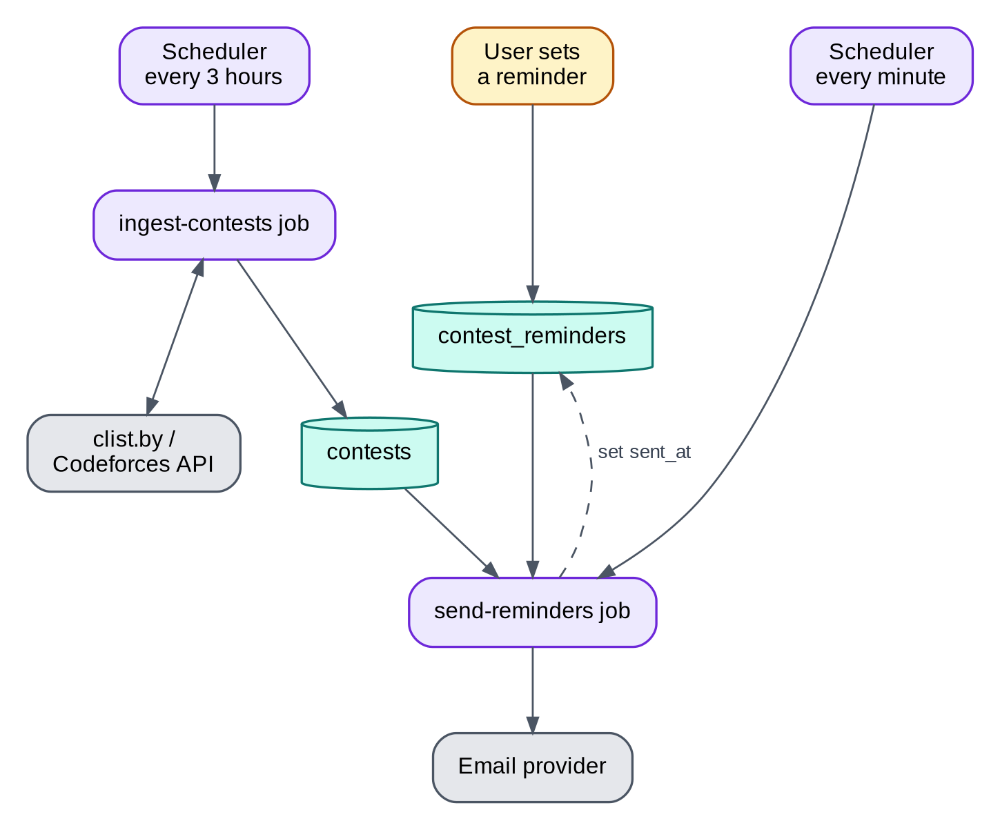 Scheduler
every 3 hours
User sets
a reminder
Scheduler
every minute
ingest-contests job
contest_reminders
clist.by /
Codeforces API
contests
set sent_at
send-reminders job
Email provider